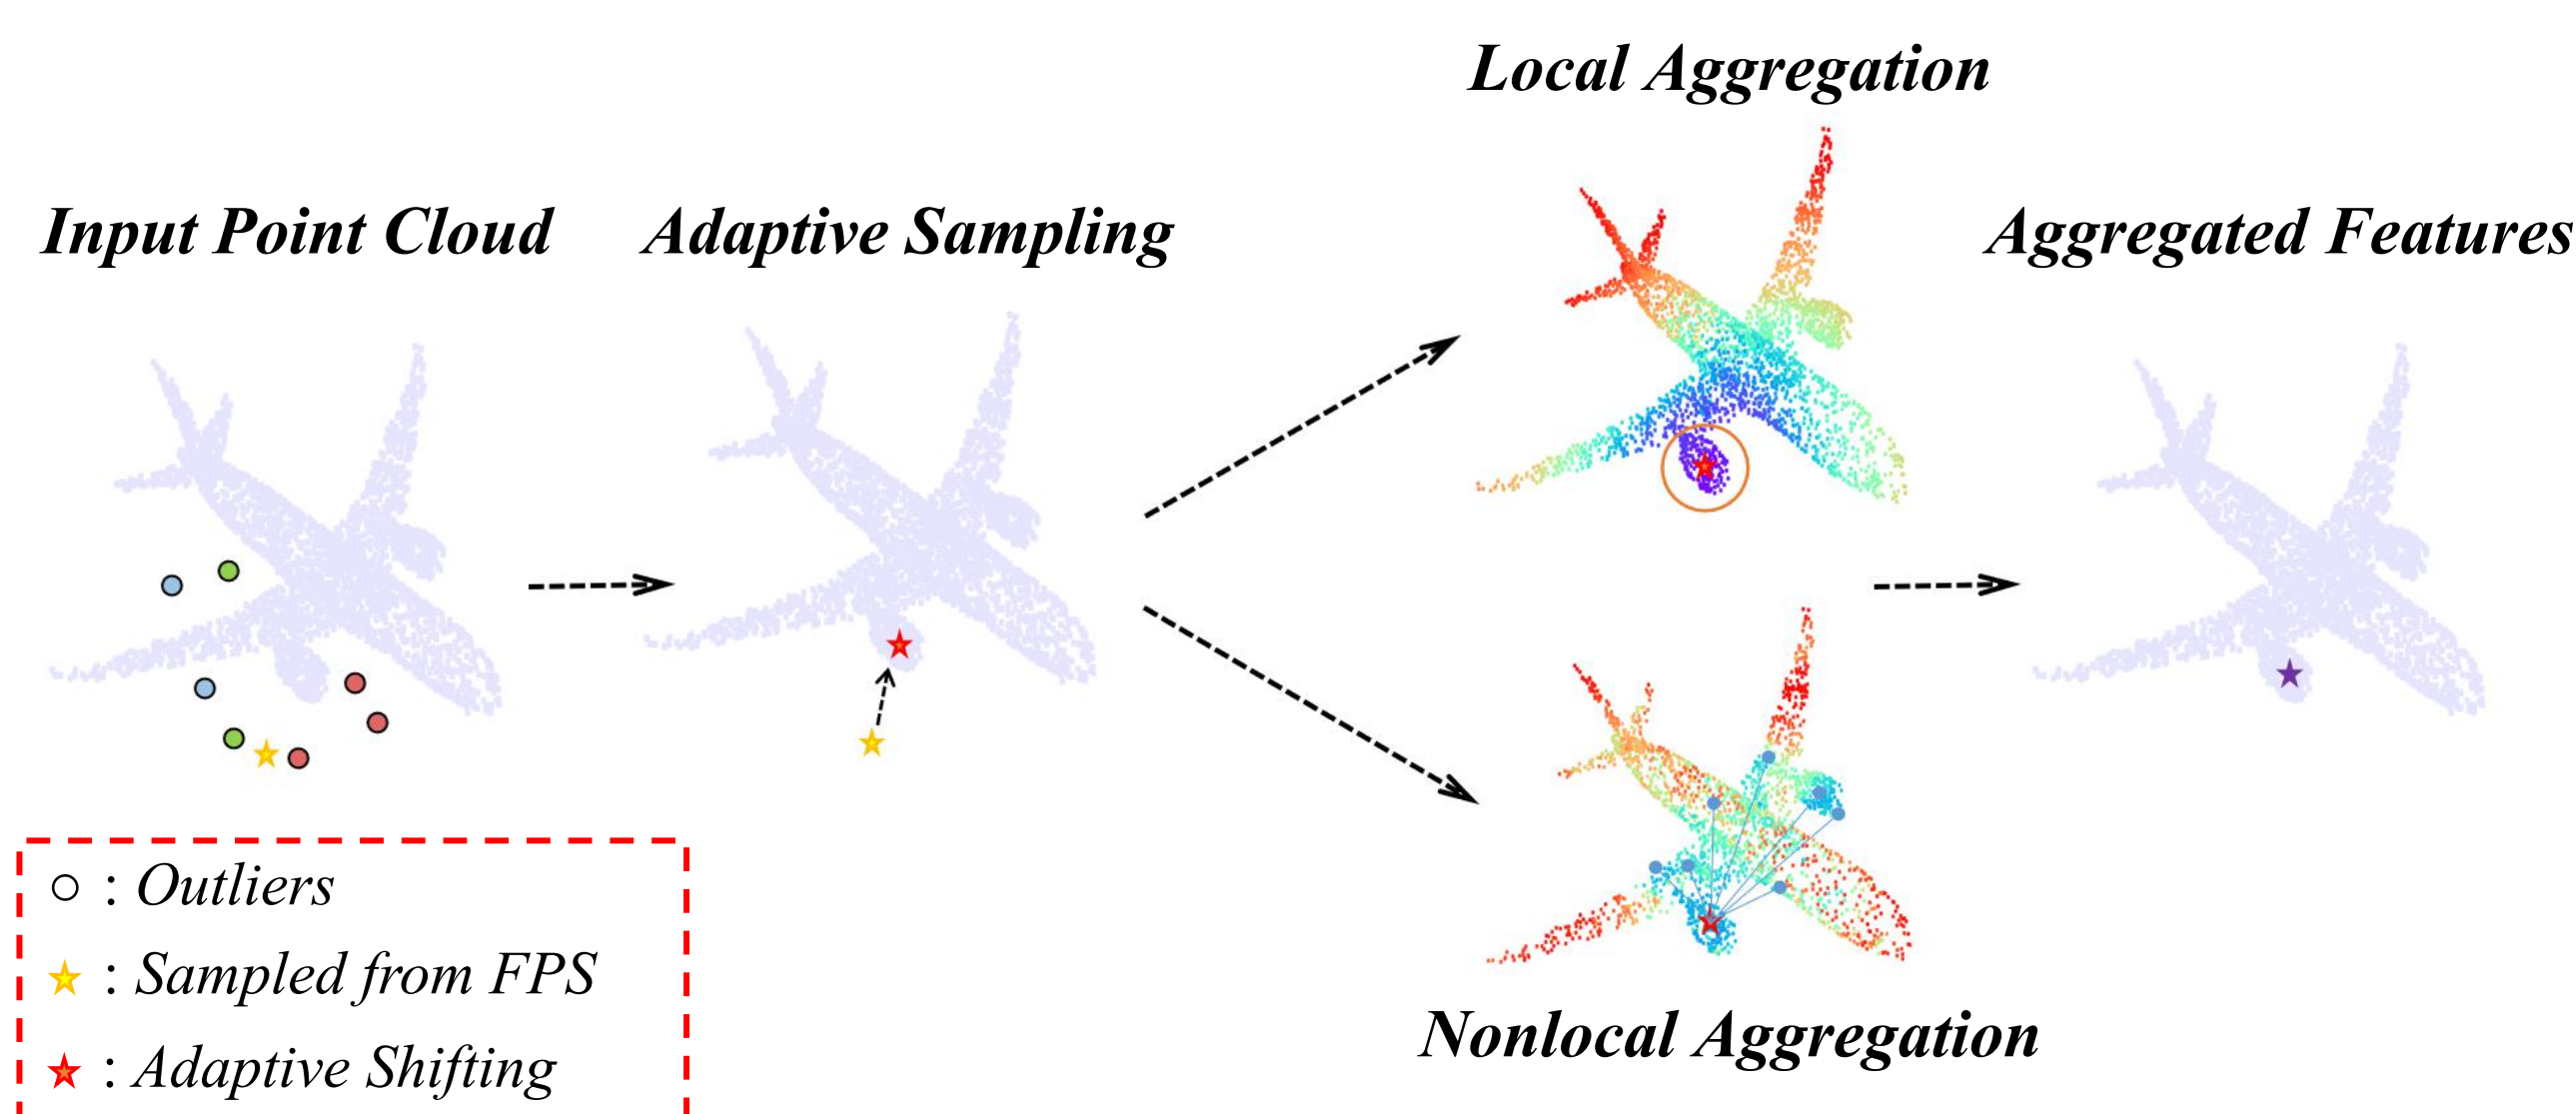 Local Aggregation
Input Point Cloud
Adaptive Sampling
Aggregated Features
: Outliers
: Sampled from FPS
: Adaptive Shifting
Nonlocal Aggregation